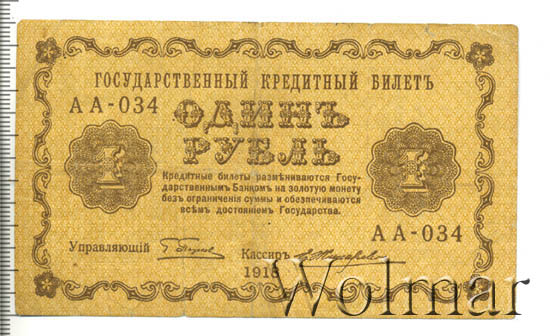 ГОСУДАРСТВЕННЫЙ КРЕДИТНЫЙ БИЛЕТЪ
АА-034
ОДИНЪ
РУБЛЬ
1
1
Кредитные билеты размѣниваются Госу-
дарственнымъ Банкомъ на золотую монету
безъ ограниченія суммы и обезпечиваются
всѣмъ достояніемъ Государства.
АА-034
Управляющій
Кассиръ
1918
Wolmar